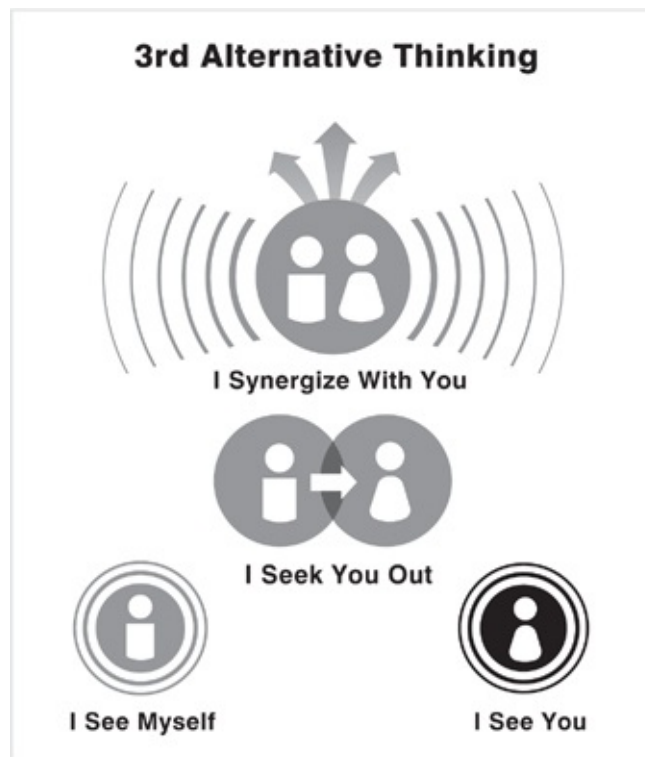 3rd Alternative Thinking
I Synergize With You
I Seek You Out
I See Myself
I See You